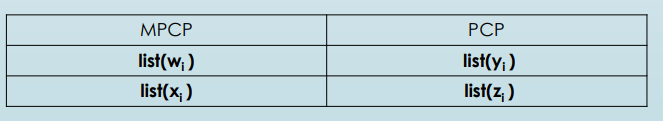 MPCP PCP
list(wᵢ) list(yᵢ)
list(xᵢ) list(zᵢ)